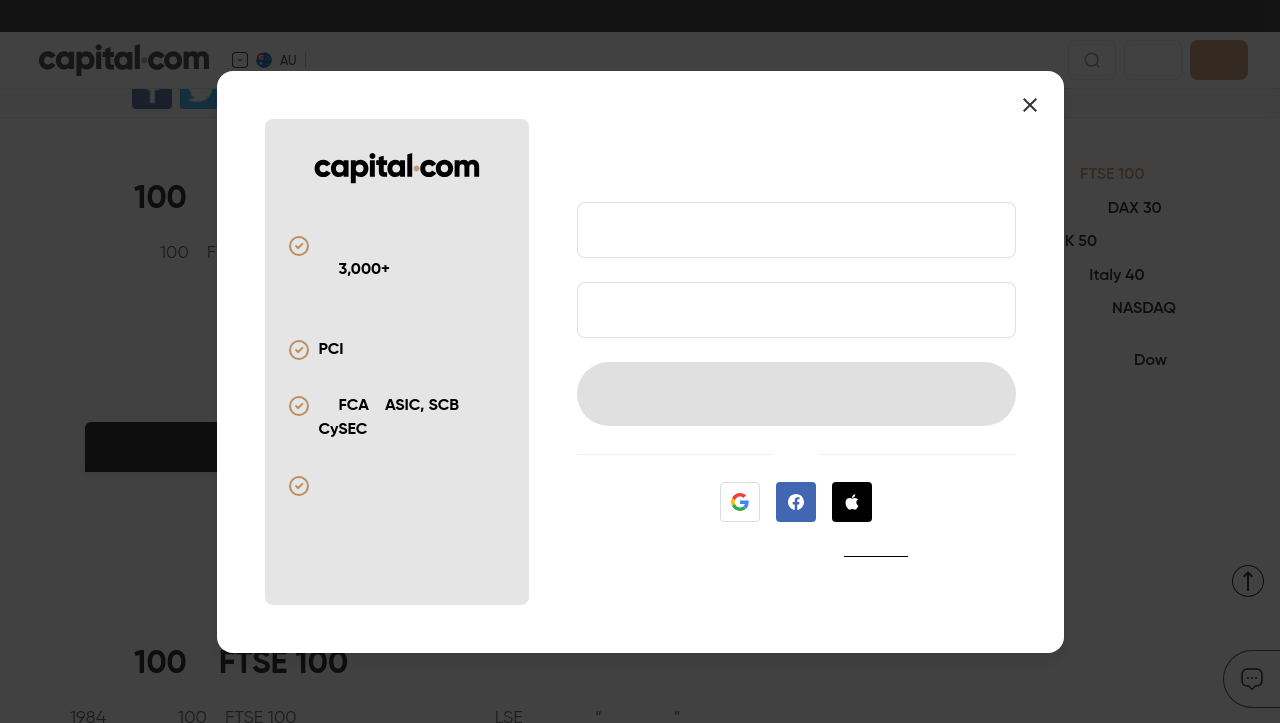 capital.com
AU
100
100 F
FTSE 100
DAX 30
K 50
Italy 40
NASDAQ
Dow
capital.com
3,000+
PCI
FCA ASIC, SCB
CySEC
100 FTSE 100
1984 100 FTSE 100 LSE “ ”